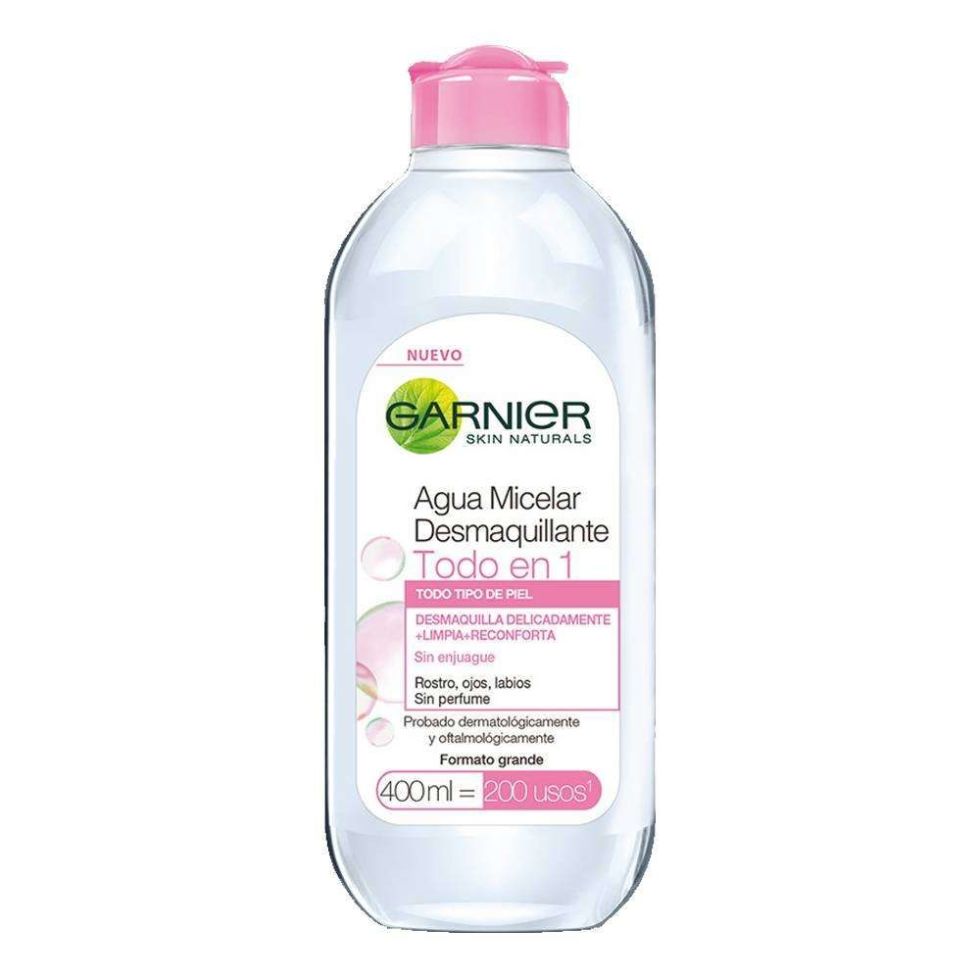 NUEVO
GARNIER
SKIN NATURALS
Agua Micelar
Desmaquillante
Todo en 1
TODO TIPO DE PIEL
DESMAQUILLA DELICADAMENTE
+LIMPIA+RECONFORTA
Sin enjuague
Rostro, ojos, labios
Sin perfume
Probado dermatológicamente
y oftalmológicamente
Formato grande
400ml = 200 usos¹